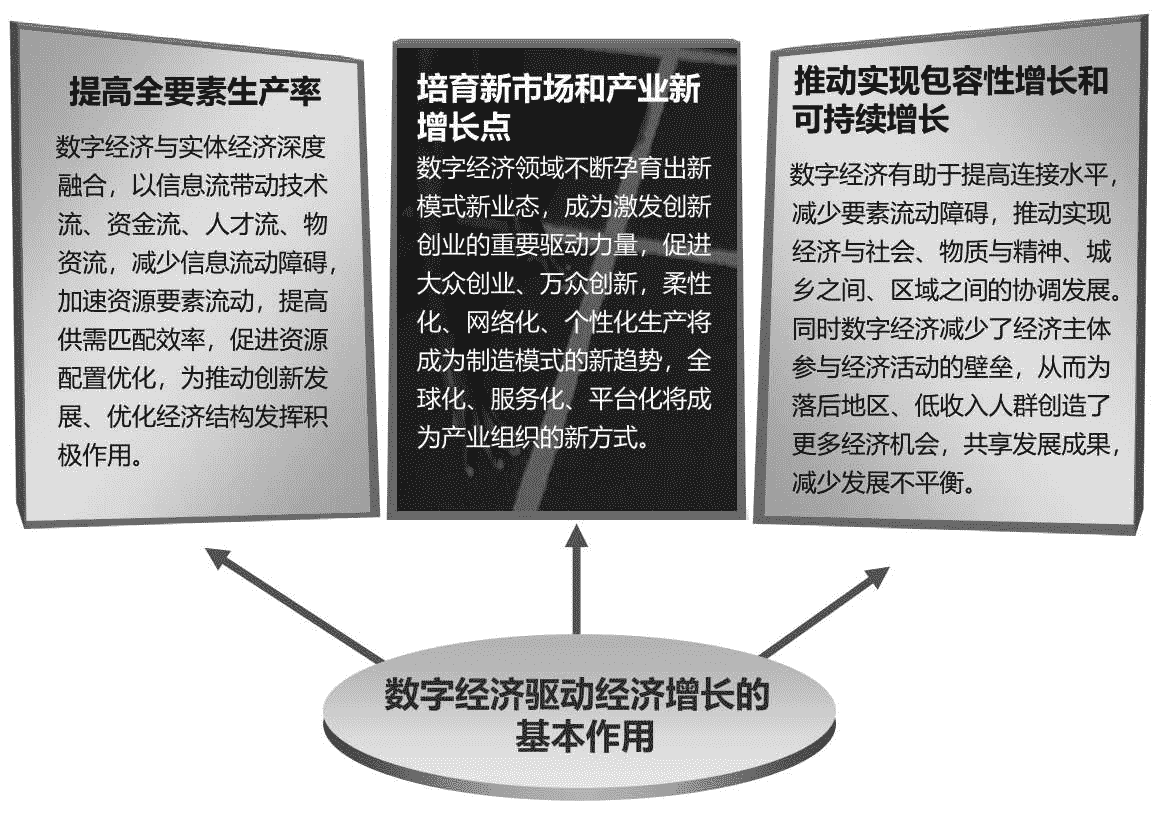 提高全要素生产率
数字经济与实体经济深度
融合，以信息流带动技术
流、资金流、人才流、物
资流，减少信息流动障碍，
加速资源要素流动，提高
供需匹配效率，促进资源
配置优化，为推动创新发
展、优化经济结构发挥积
极作用。
培育新市场和产业新
增长点
数字经济领域不断孕育出新
模式新业态，成为激发创新
创业的重要驱动力量，促进
大众创业、万众创新，柔性
化、网络化、个性化生产将
成为制造模式的新趋势，全
球化、服务化、平台化将成
为产业组织的新方式。
推动实现包容性增长和
可持续增长
数字经济有助于提高连接水平，
减少要素流动障碍，推动实现
经济与社会、物质与精神、城
乡之间、区域之间的协调发展。
同时数字经济减少了经济主体
参与经济活动的壁垒，从而为
落后地区、低收入人群创造了
更多经济机会，共享发展成果，
减少发展不平衡。
数字经济驱动经济增长的
基本作用